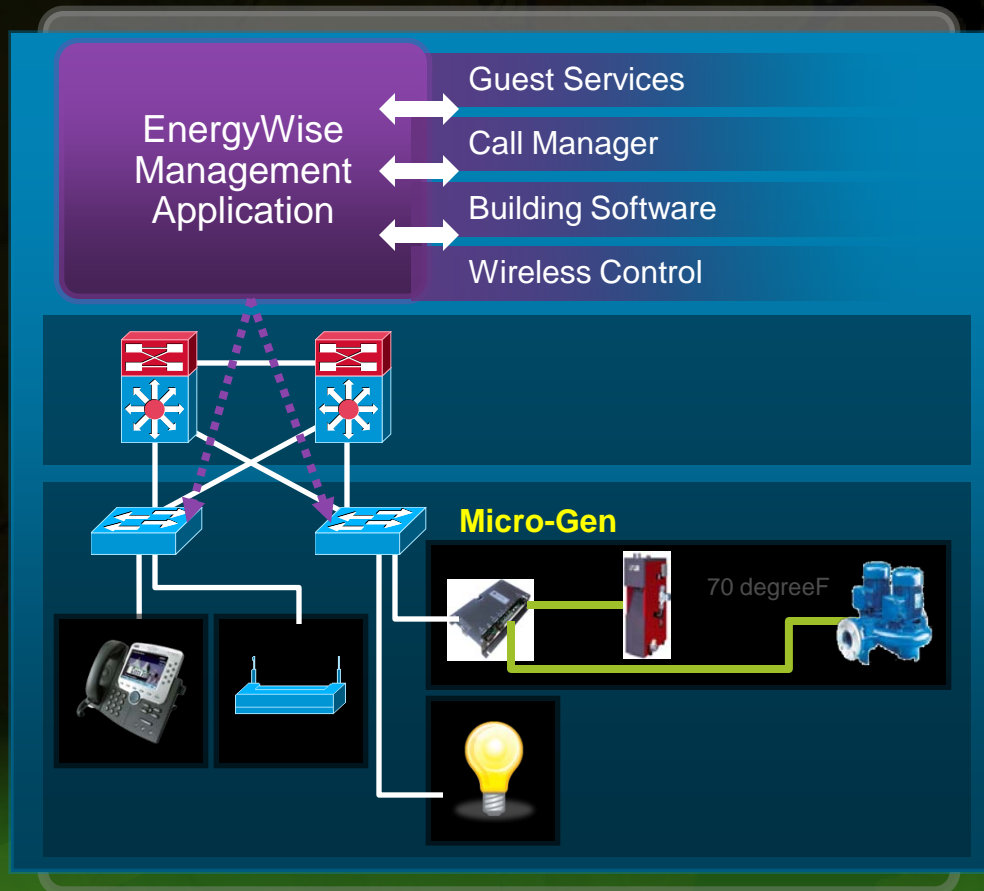 EnergyWise
Management
Application
Guest Services
Call Manager
Building Software
Wireless Control
Micro-Gen
70 degreeF